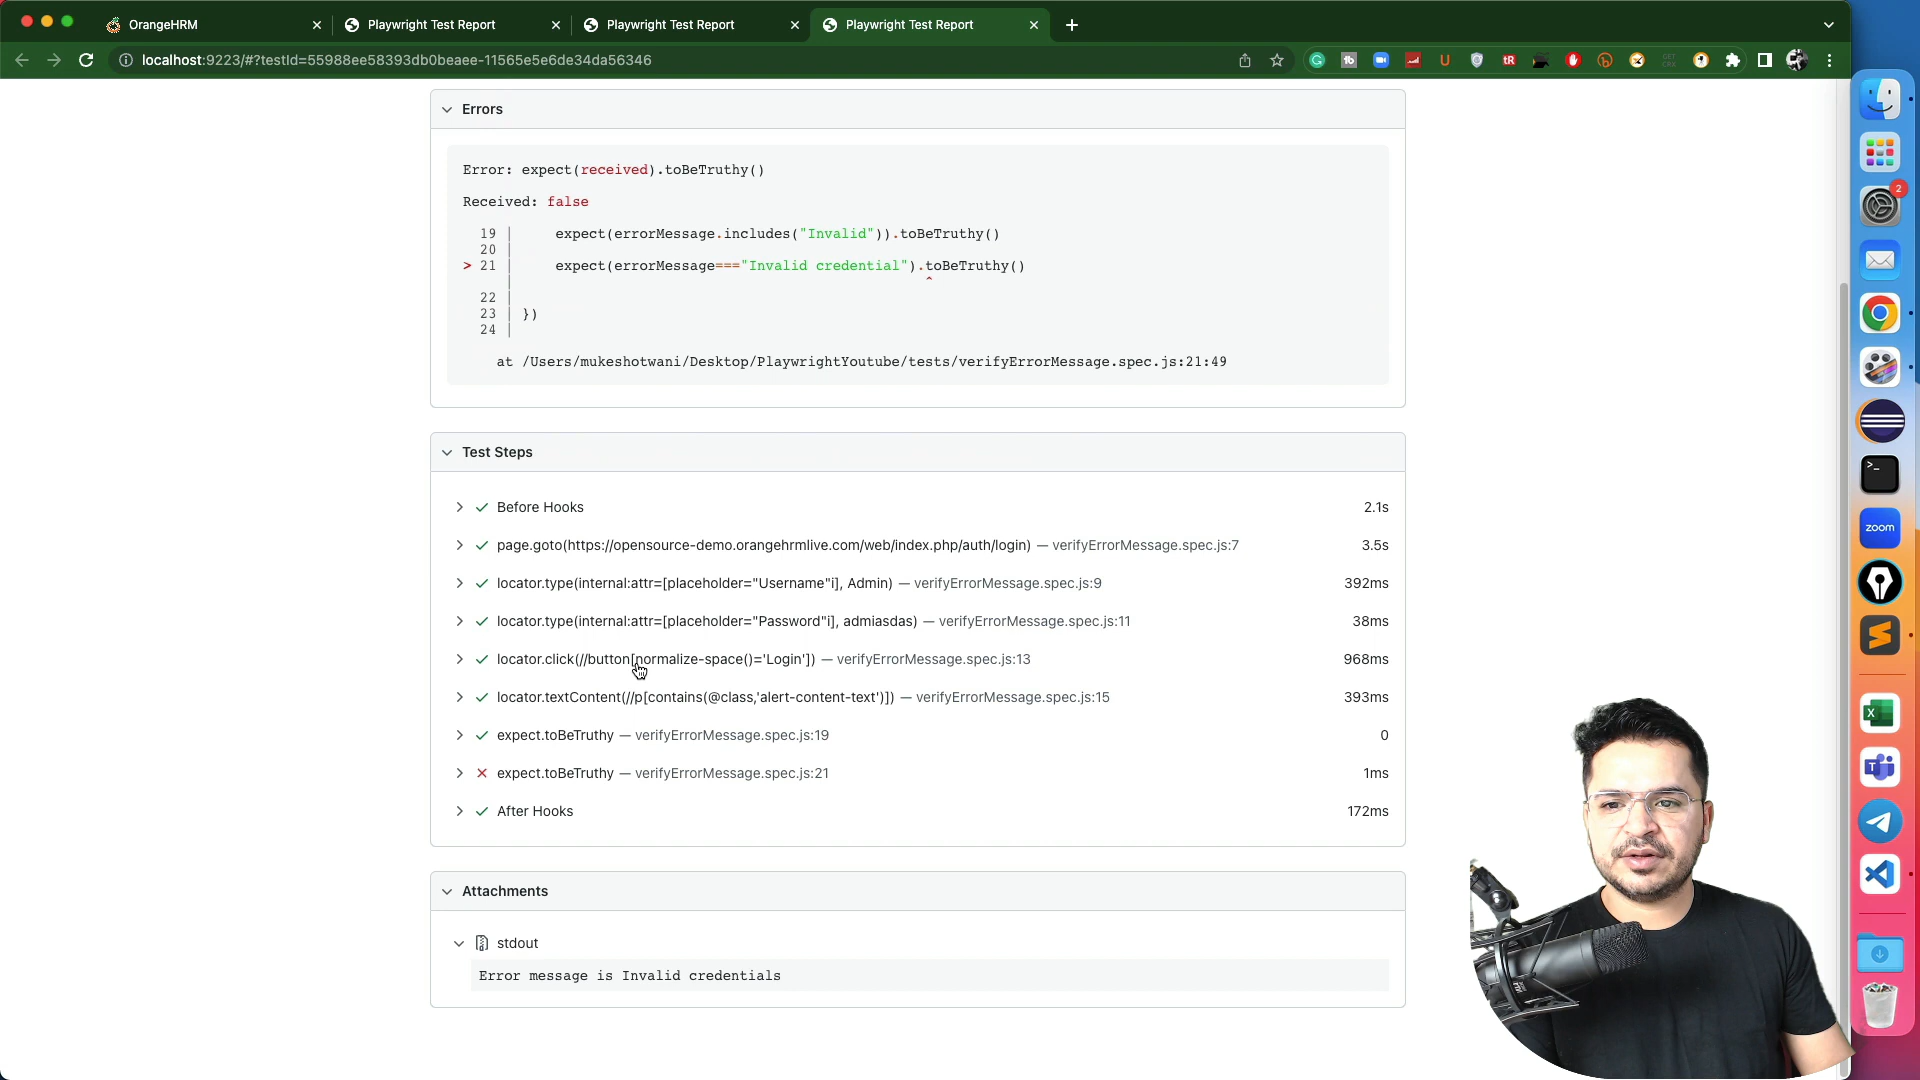 OrangeHRM
Playwright Test Report
Playwright Test Report
Playwright Test Report
localhost:9223/#?testId=55988ee58393db0beaee-11565e5e6de34da56346
Errors
Error: expect(received).toBeTruthy()
Received: false
19 | expect(errorMessage.includes("Invalid")).toBeTruthy()
20 |
> 21 | expect(errorMessage==="Invalid credential").toBeTruthy()
| ^
22 |
23 | })
24 |
at /Users/mukeshotwani/Desktop/PlaywrightYoutube/tests/verifyErrorMessage.spec.js:21:49
Test Steps
Before Hooks 2.1s
page.goto(https://opensource-demo.orangehrmlive.com/web/index.php/auth/login) — verifyErrorMessage.spec.js:7 3.5s
locator.type(internal:attr=[placeholder="Username"i], Admin) — verifyErrorMessage.spec.js:9 392ms
locator.type(internal:attr=[placeholder="Password"i], admiasdas) — verifyErrorMessage.spec.js:11 38ms
locator.click(//button[normalize-space()='Login']) — verifyErrorMessage.spec.js:13 968ms
locator.textContent(//p[contains(@class,'alert-content-text')]) — verifyErrorMessage.spec.js:15 393ms
expect.toBeTruthy — verifyErrorMessage.spec.js:19 0
expect.toBeTruthy — verifyErrorMessage.spec.js:21 1ms
After Hooks 172ms
Attachments
stdout
Error message is Invalid credentials
2
zoom